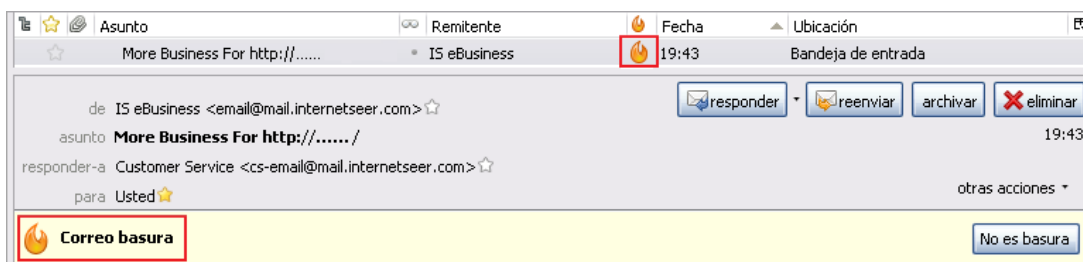 Asunto Remitente Fecha Ubicación
More Business For http://...... IS eBusiness 19:43 Bandeja de entrada
de IS eBusiness <email@mail.internetseer.com> responder reenviar archivar eliminar
asunto More Business For http://...... / 19:43
responder-a Customer Service <cs-email@mail.internetseer.com>
para Usted otras acciones
Correo basura No es basura